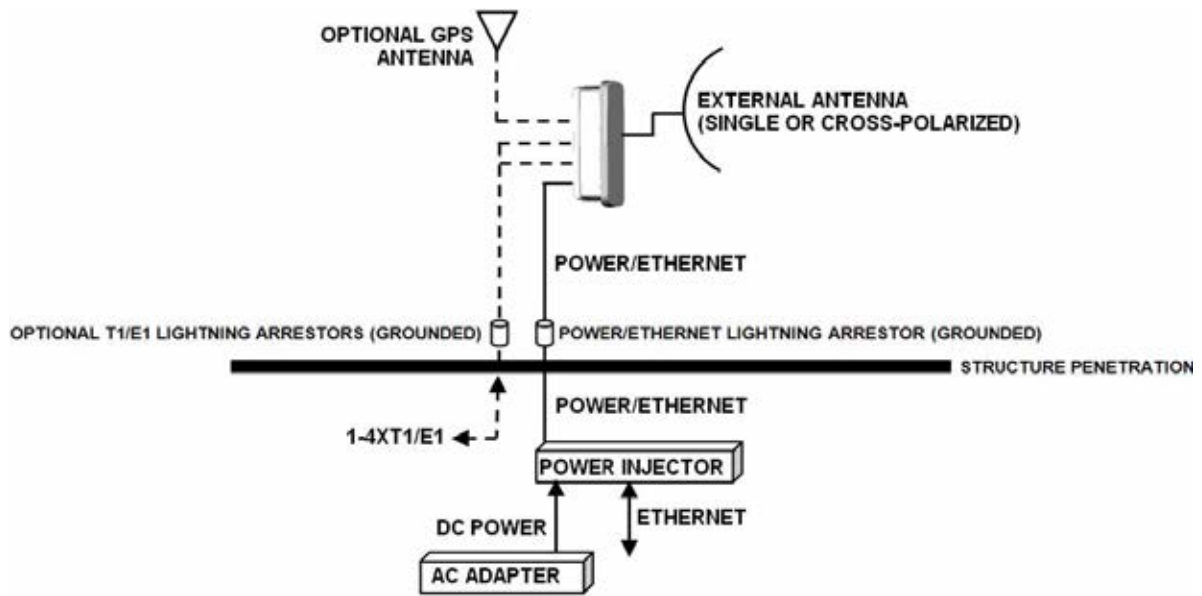 OPTIONAL GPS
ANTENNA
EXTERNAL ANTENNA
(SINGLE OR CROSS-POLARIZED)
POWER/ETHERNET
OPTIONAL T1/E1 LIGHTNING ARRESTORS (GROUNDED)
POWER/ETHERNET LIGHTNING ARRESTOR (GROUNDED)
STRUCTURE PENETRATION
POWER/ETHERNET
1-4XT1/E1
POWER INJECTOR
DC POWER
ETHERNET
AC ADAPTER